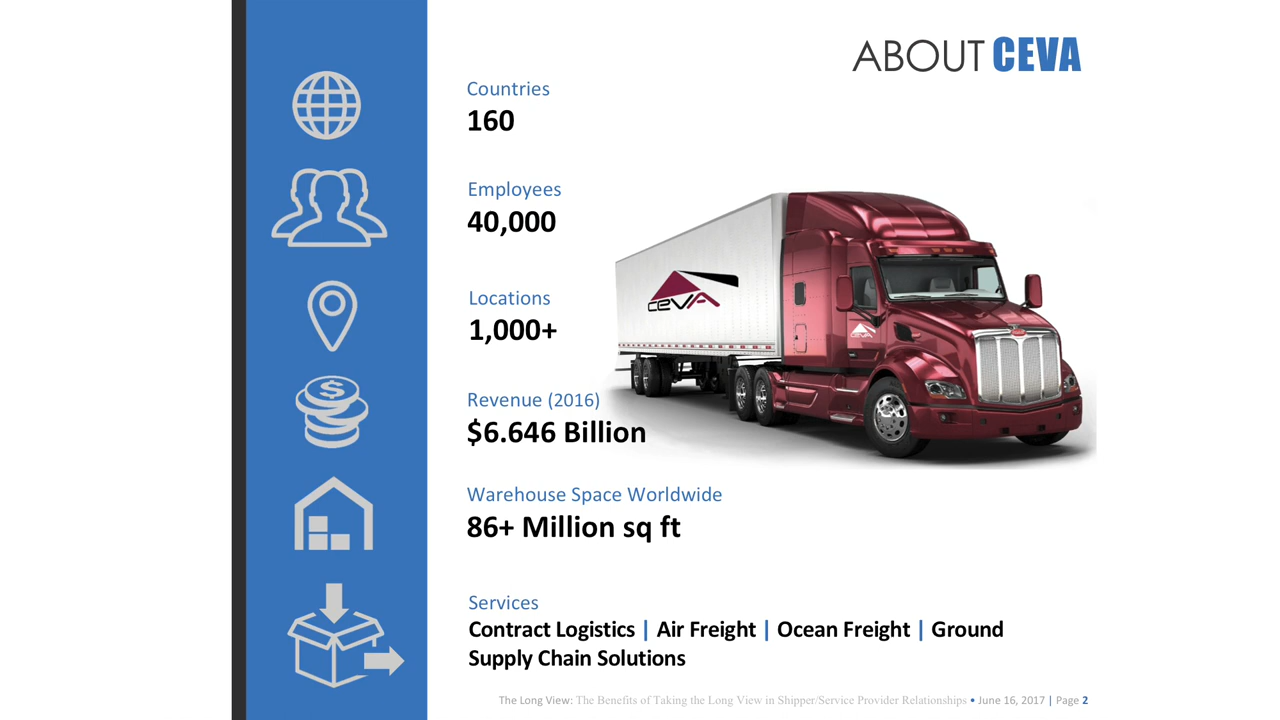 ABOUT CEVA
Countries
160
Employees
40,000
Locations
1,000+
Revenue (2016)
$6.646 Billion
Warehouse Space Worldwide
86+ Million sq ft
Services
Contract Logistics | Air Freight | Ocean Freight | Ground
Supply Chain Solutions
ceVA
ceVA
$
The Long View: The Benefits of Taking the Long View in Shipper/Service Provider Relationships • June 16, 2017 | Page 2